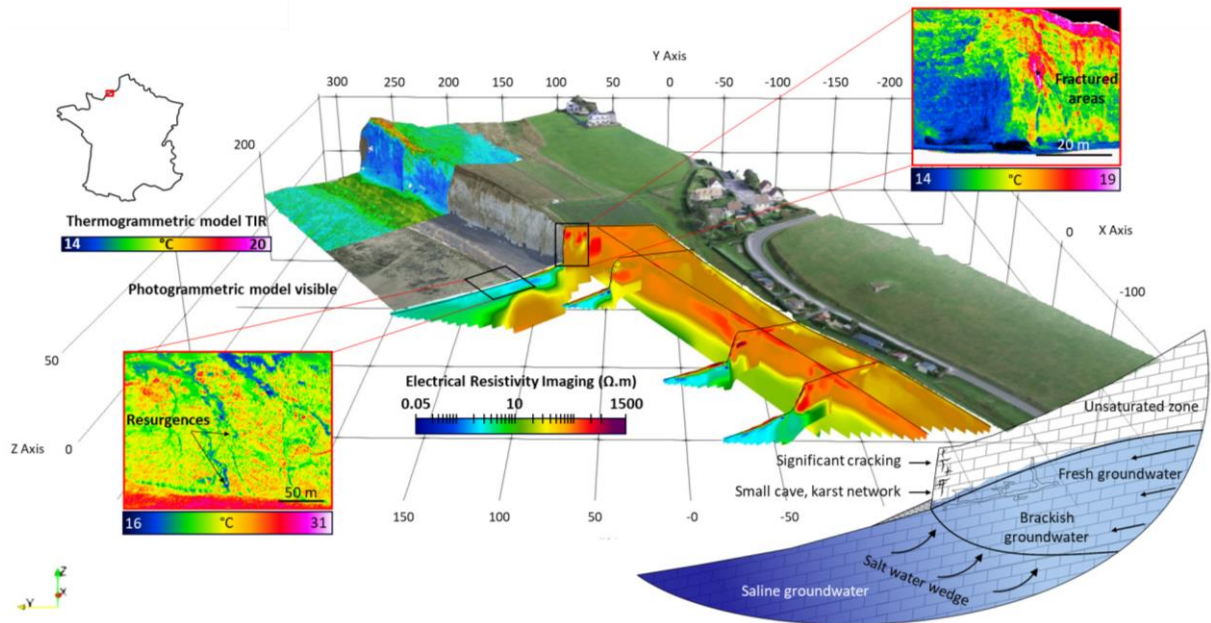 Y Axis
300 250 200 150 100 50 0 -50 -100 -150 -200
Fractured
areas
20 m
14 °C 19
200
Thermogrammetric model TIR
14 °C 20
0 X Axis
-100
Photogrammetric model visible
50
Electrical Resistivity Imaging (Ω.m)
0.05 10 1500
Resurgences
50 m
16 °C 31
Z Axis 0
150 100 50 -0 -50
Unsaturated zone
Significant cracking
Fresh groundwater
Small cave, karst network
Brackish
groundwater
Salt water wedge
Saline groundwater
Z
X
Y